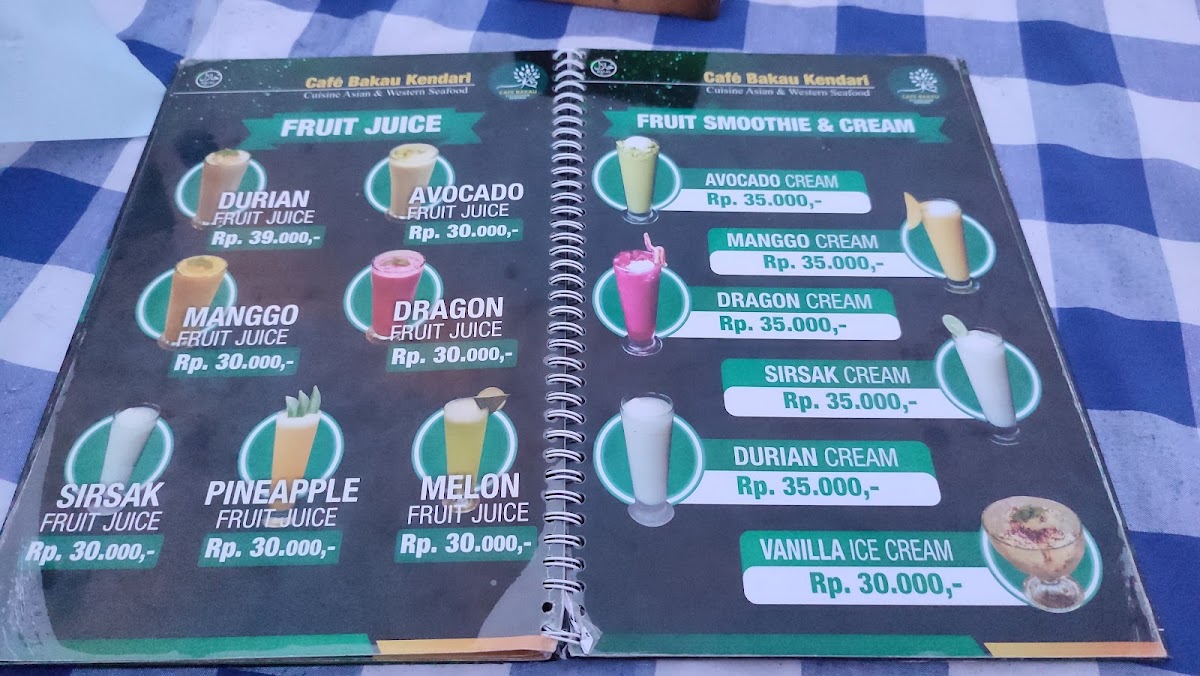 Café Bakau Kendari
Cuisine Asian & Western Seafood
CAFE BAKAU
FRUIT JUICE
DURIAN
FRUIT JUICE
Rp. 39.000,-
AVOCADO
FRUIT JUICE
Rp. 30.000,-
MANGGO
FRUIT JUICE
Rp. 30.000,-
DRAGON
FRUIT JUICE
Rp. 30.000,-
SIRSAK
FRUIT JUICE
Rp. 30.000,-
PINEAPPLE
FRUIT JUICE
Rp. 30.000,-
MELON
FRUIT JUICE
Rp. 30.000,-
Café Bakau Kendari
Cuisine Asian & Western Seafood
CAFE BAKAU
FRUIT SMOOTHIE & CREAM
AVOCADO CREAM
Rp. 35.000,-
MANGGO CREAM
Rp. 35.000,-
DRAGON CREAM
Rp. 35.000,-
SIRSAK CREAM
Rp. 35.000,-
DURIAN CREAM
Rp. 35.000,-
VANILLA ICE CREAM
Rp. 30.000,-